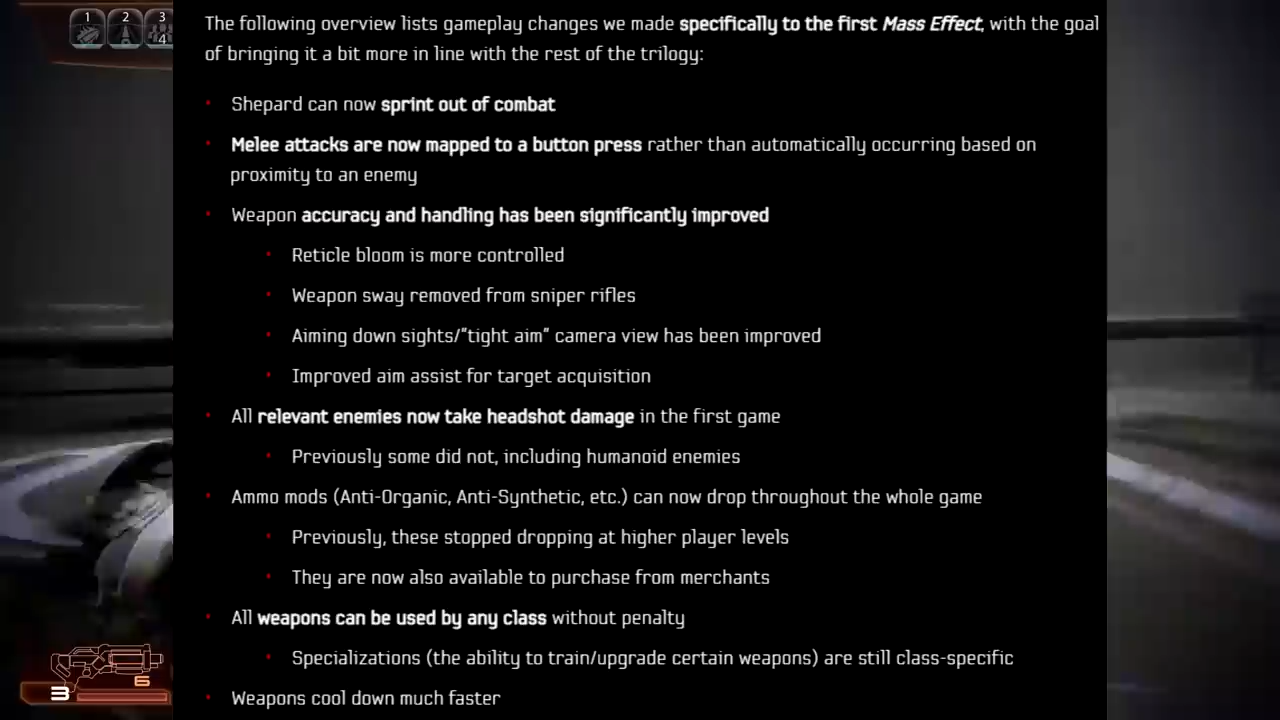 1 2 3
4
The following overview lists gameplay changes we made specifically to the first Mass Effect, with the goal
of bringing it a bit more in line with the rest of the trilogy:
Shepard can now sprint out of combat
Melee attacks are now mapped to a button press rather than automatically occurring based on
proximity to an enemy
Weapon accuracy and handling has been significantly improved
Reticle bloom is more controlled
Weapon sway removed from sniper rifles
Aiming down sights/"tight aim" camera view has been improved
Improved aim assist for target acquisition
All relevant enemies now take headshot damage in the first game
Previously some did not, including humanoid enemies
Ammo mods (Anti-Organic, Anti-Synthetic, etc.) can now drop throughout the whole game
Previously, these stopped dropping at higher player levels
They are now also available to purchase from merchants
All weapons can be used by any class without penalty
Specializations (the ability to train/upgrade certain weapons) are still class-specific
Weapons cool down much faster
6
3